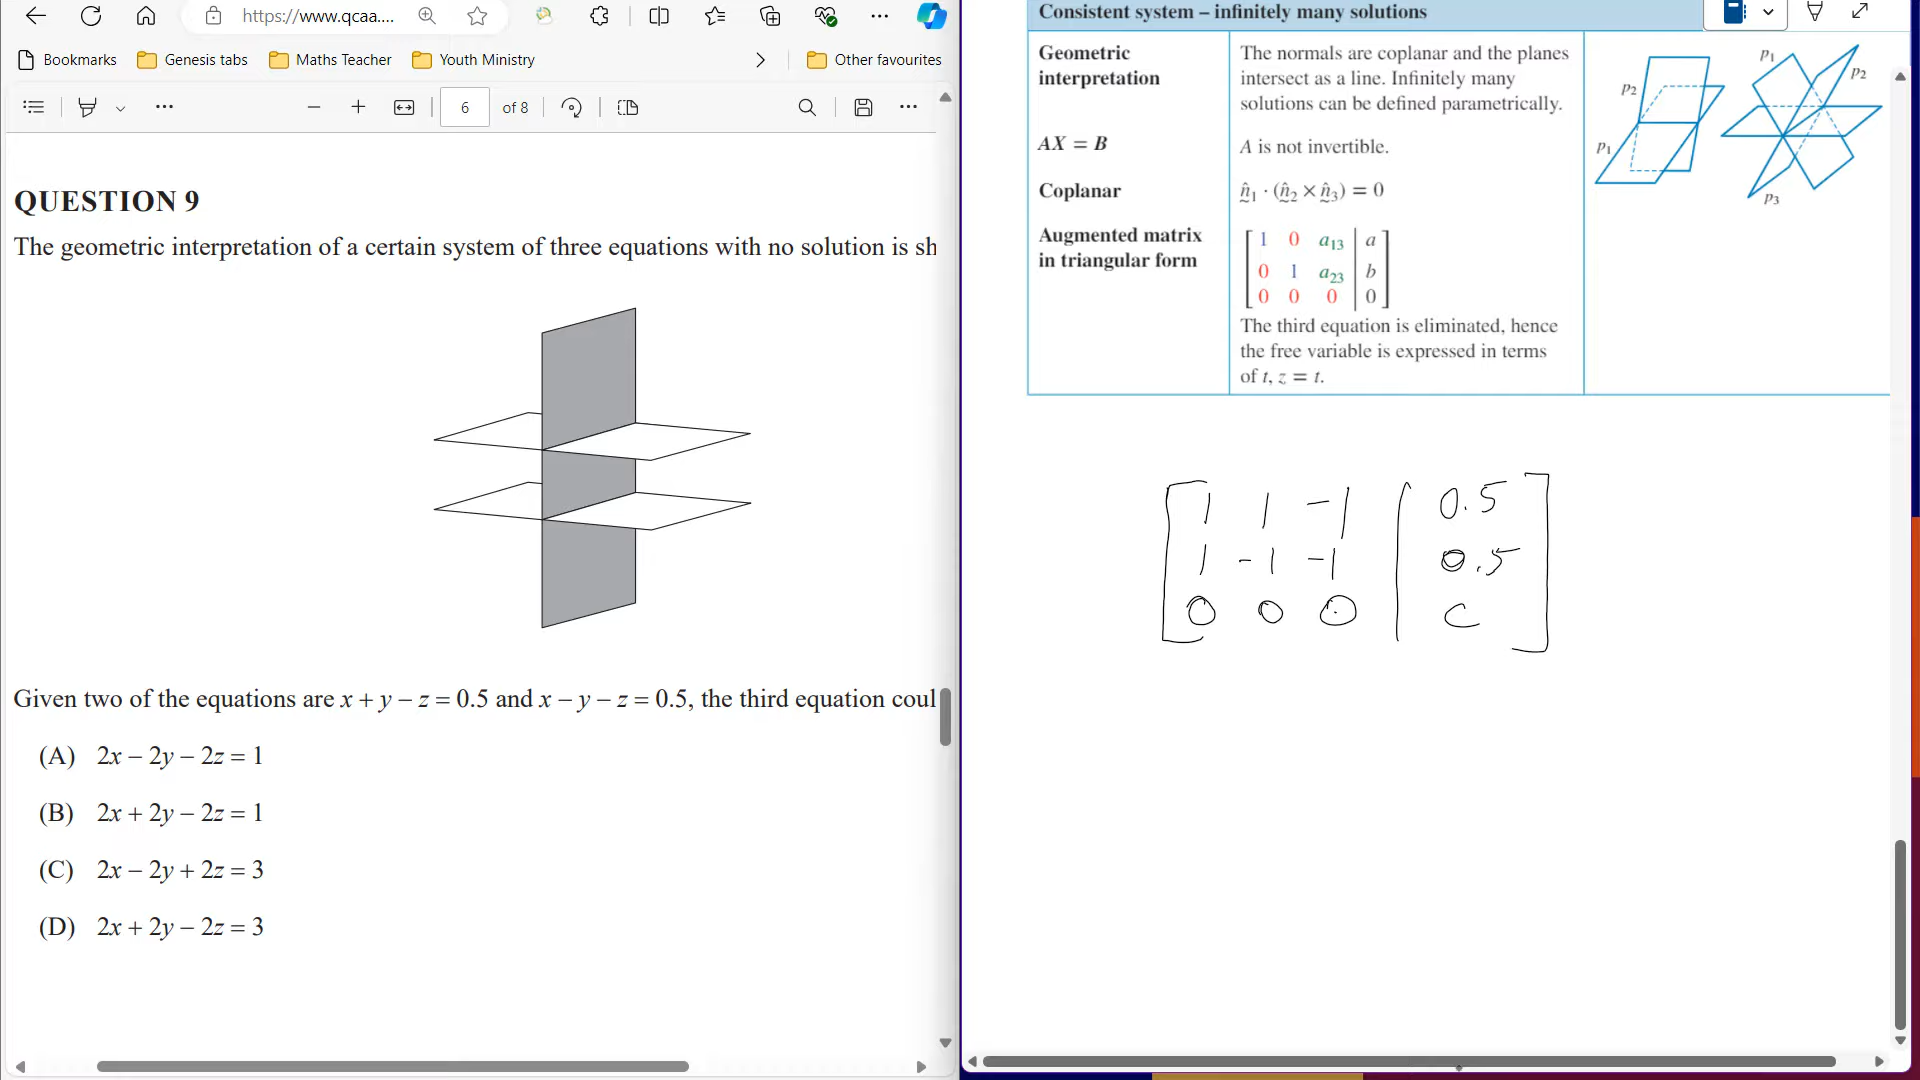 https://www.qcaa....
Bookmarks Genesis tabs Maths Teacher Youth Ministry Other favourites
6 of 8
QUESTION 9
The geometric interpretation of a certain system of three equations with no solution is sh
Given two of the equations are x + y − z = 0.5 and x − y − z = 0.5, the third equation coul
(A) 2x − 2y − 2z = 1
(B) 2x + 2y − 2z = 1
(C) 2x − 2y + 2z = 3
(D) 2x + 2y − 2z = 3
Consistent system – infinitely many solutions
Geometric interpretation
The normals are coplanar and the planes
intersect as a line. Infinitely many
solutions can be defined parametrically.
AX = B
A is not invertible.
Coplanar
n̂₁ · (n̂₂ × n̂₃) = 0
Augmented matrix
in triangular form
1 0 a₁₃ | a
0 1 a₂₃ | b
0 0 0 | 0
The third equation is eliminated, hence
the free variable is expressed in terms
of t, z = t.
p₂ p₁
p₁ p₂ p₃
1 1 −1 | 0.5
1 −1 −1 | 0.5
0 0 0 | C